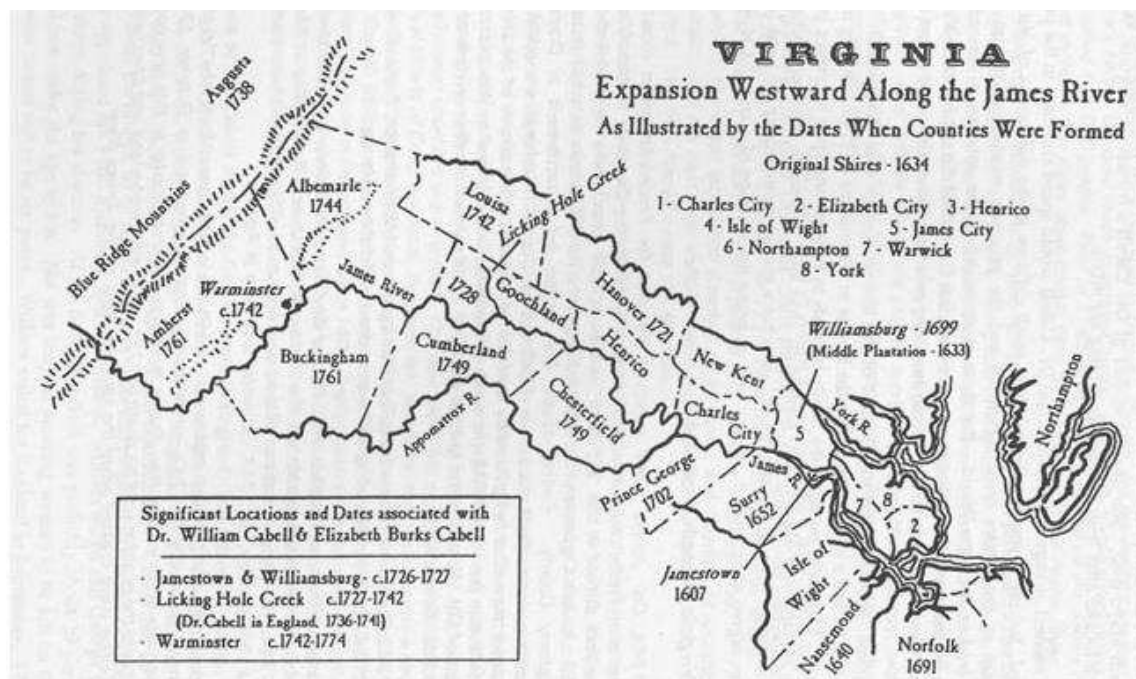 VIRGINIA
Expansion Westward Along the James River
As Illustrated by the Dates When Counties Were Formed
Original Shires - 1634
1 - Charles City 2 - Elizabeth City 3 - Henrico
4 - Isle of Wight 5 - James City
6 - Northampton 7 - Warwick
8 - York
Augusta
1738
Blue Ridge Mountains
Albemarle
1744
Louisa
1742
Licking Hole Creek
Warminster
c.1742
Amherst
1761
James River
1728
Goochland
Hanover 1721
Henrico
Buckingham
1761
Cumberland
1749
Appomattox R.
Chesterfield
1749
New Kent
Charles
City
5
Williamsburg - 1699
(Middle Plantation - 1633)
York R.
Northampton
Prince George
1702
James
R.
Surry
1652
7
8
2
Jamestown
1607
Isle of
Wight
Nansemond
1640
Norfolk
1691
Significant Locations and Dates associated with
Dr. William Cabell & Elizabeth Burks Cabell
· Jamestown & Williamsburg - c.1726-1727
· Licking Hole Creek c.1727-1742
(Dr. Cabell in England, 1736-1741)
· Warminster c.1742-1774